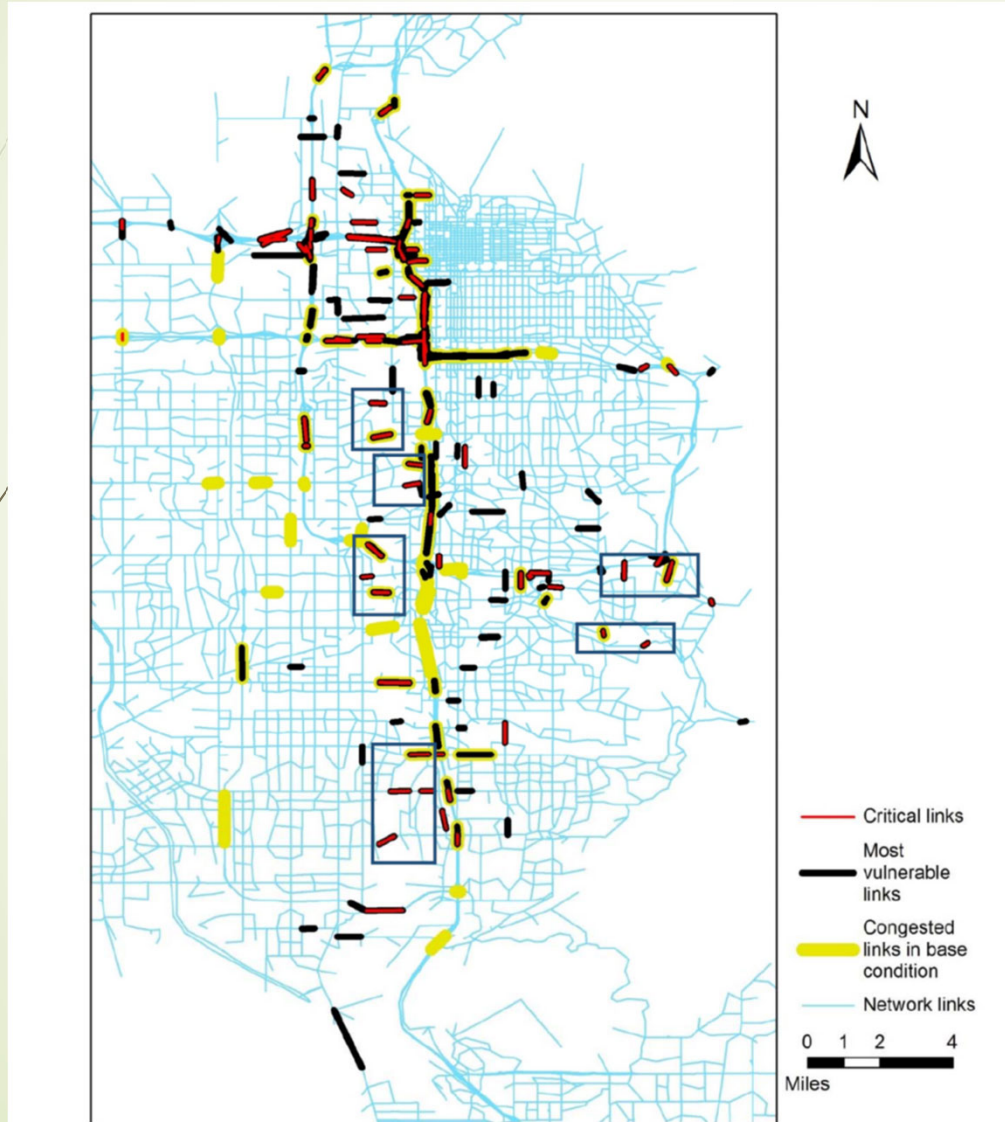 N
Critical links
Most
vulnerable
links
Congested
links in base
condition
Network links
0 1 2 4
Miles